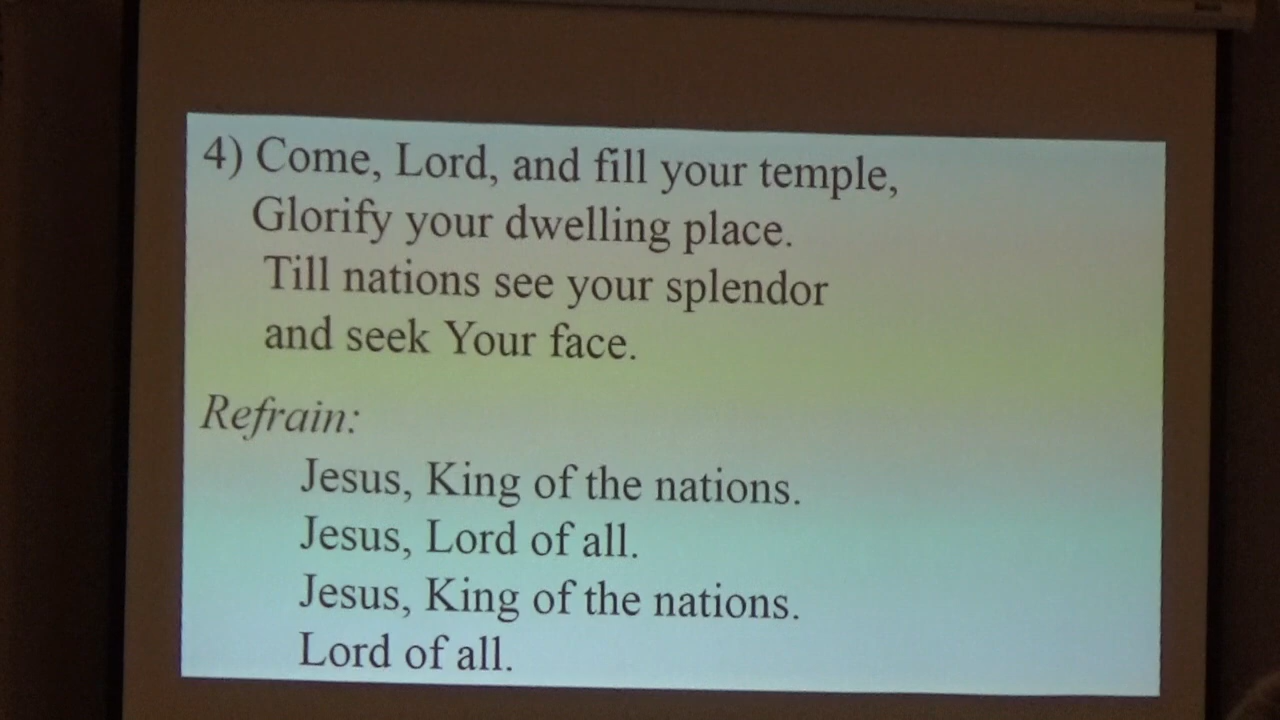 4) Come, Lord, and fill your temple,
Glorify your dwelling place.
Till nations see your splendor
and seek Your face.
Refrain:
Jesus, King of the nations.
Jesus, Lord of all.
Jesus, King of the nations.
Lord of all.